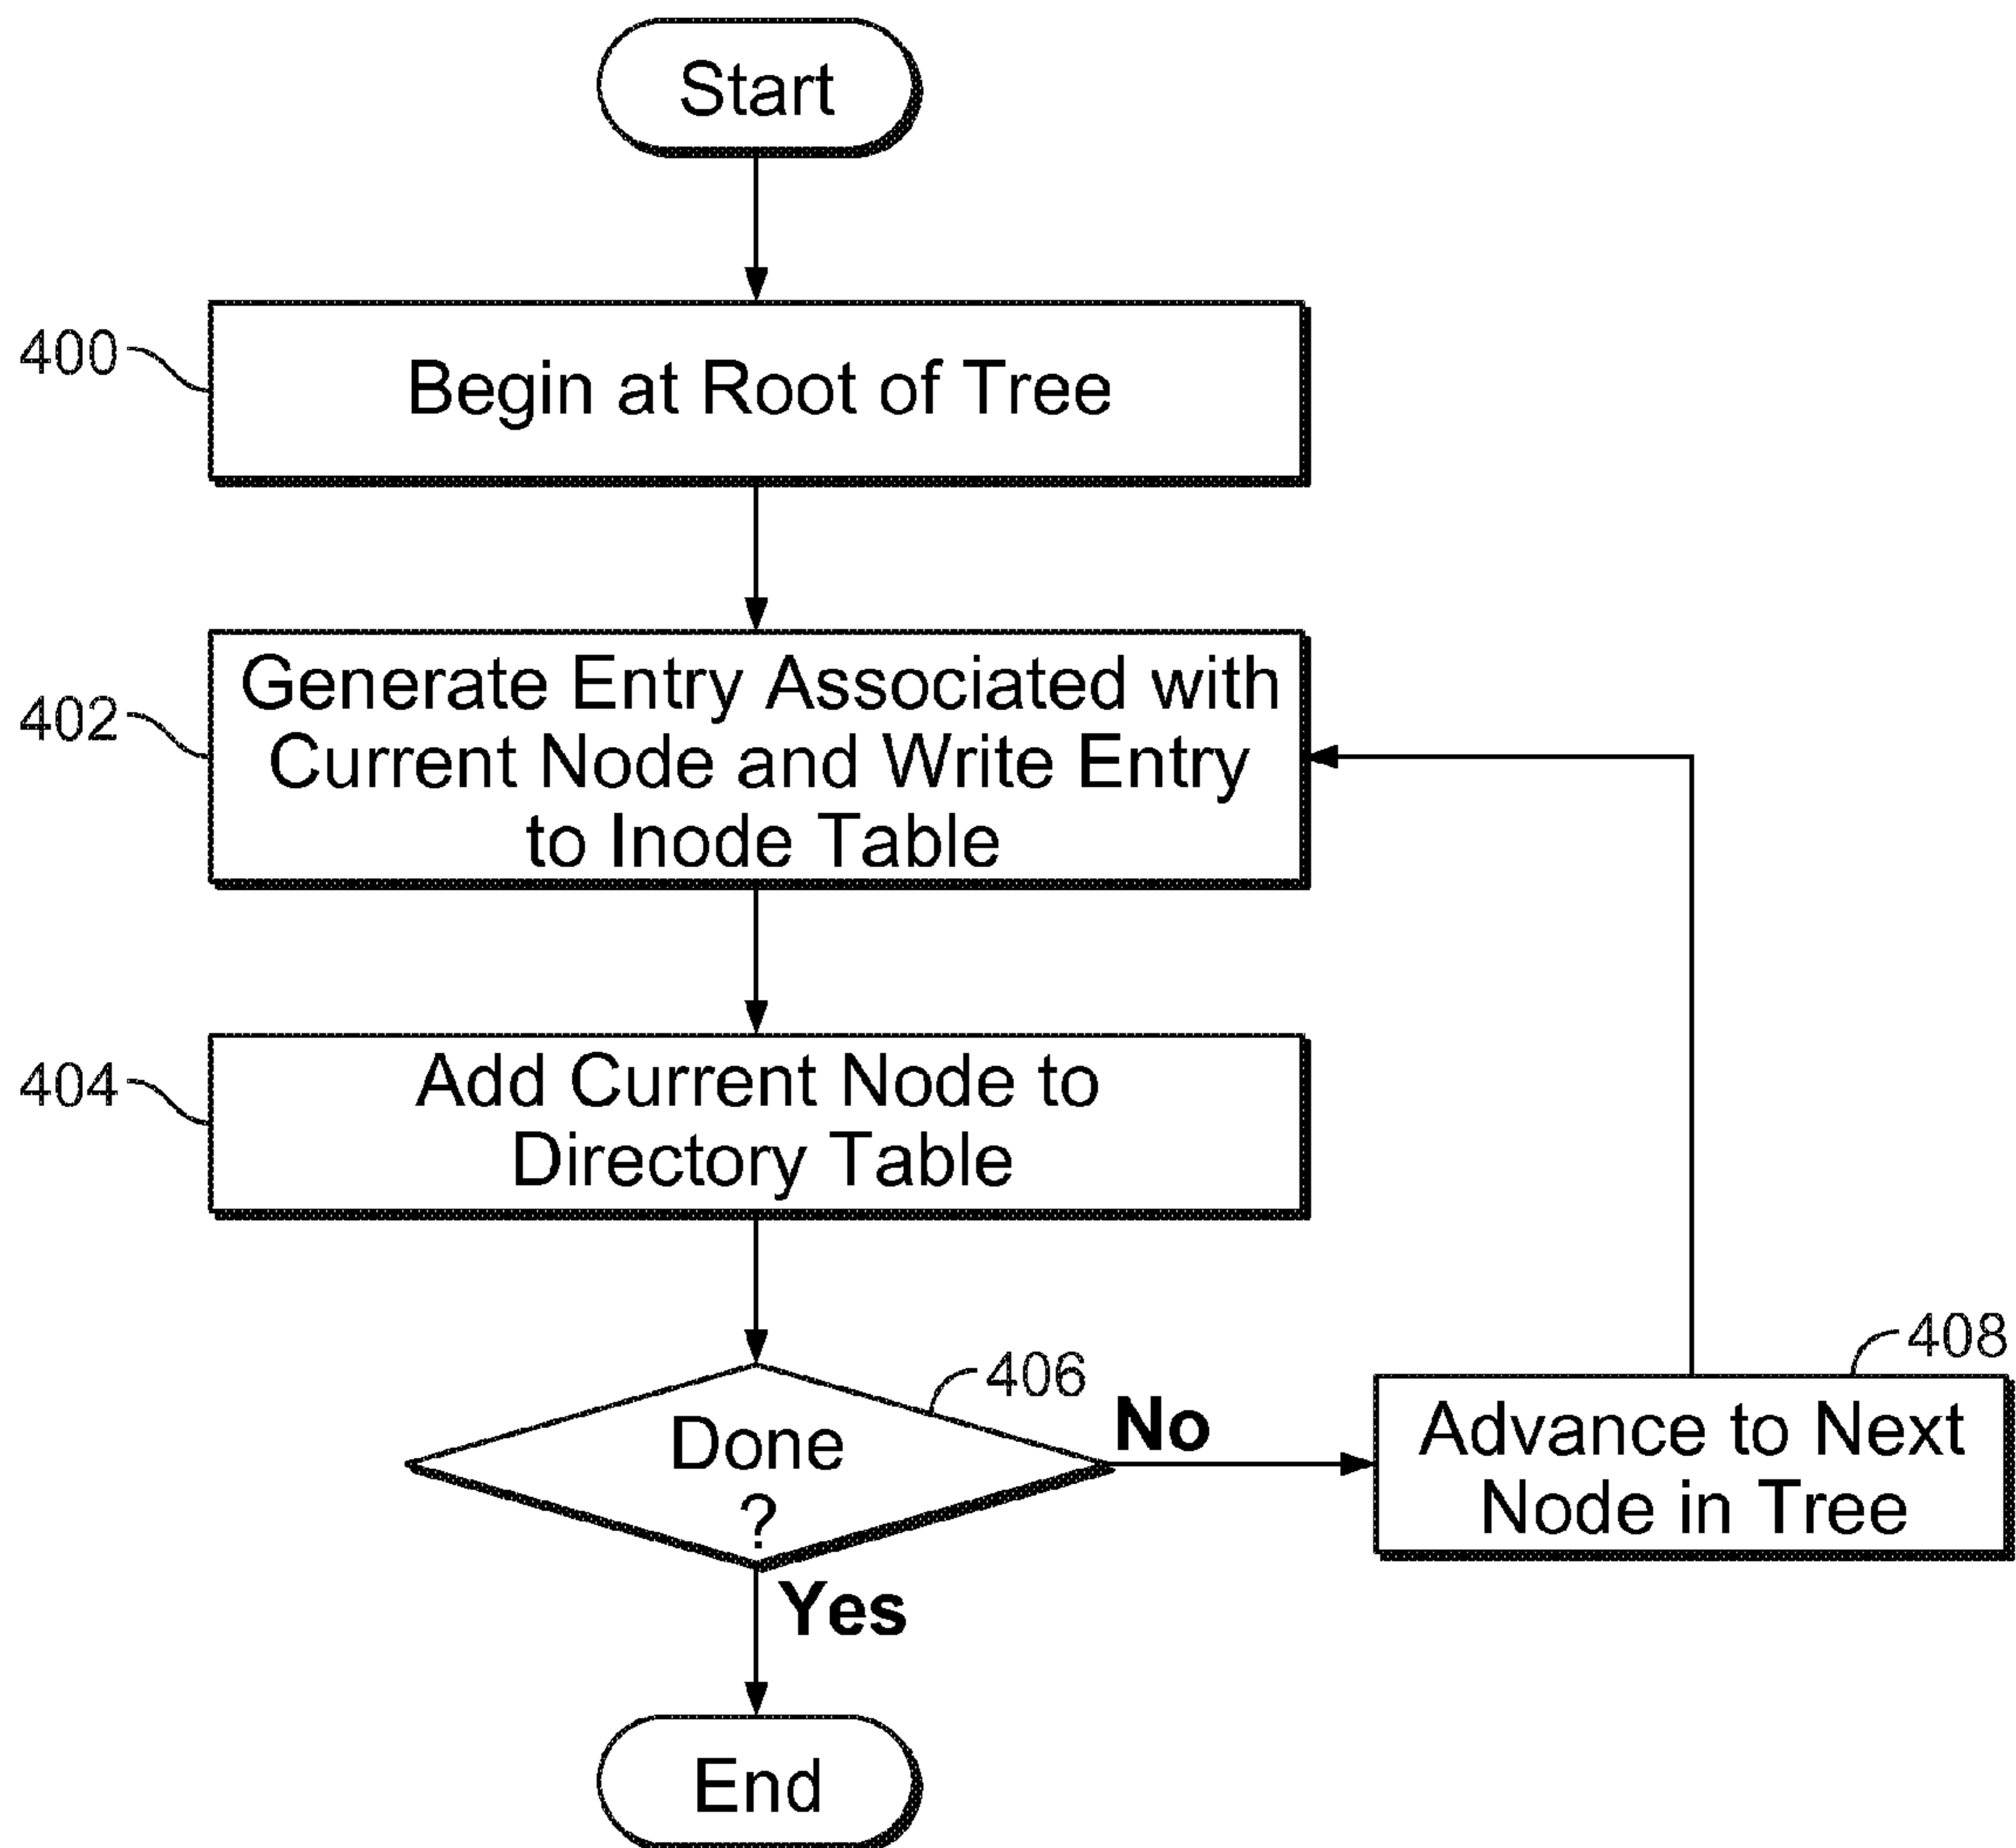 Start
400
Begin at Root of Tree
402
Generate Entry Associated with
Current Node and Write Entry
to Inode Table
404
Add Current Node to
Directory Table
406
Done
?
No
408
Advance to Next
Node in Tree
Yes
End